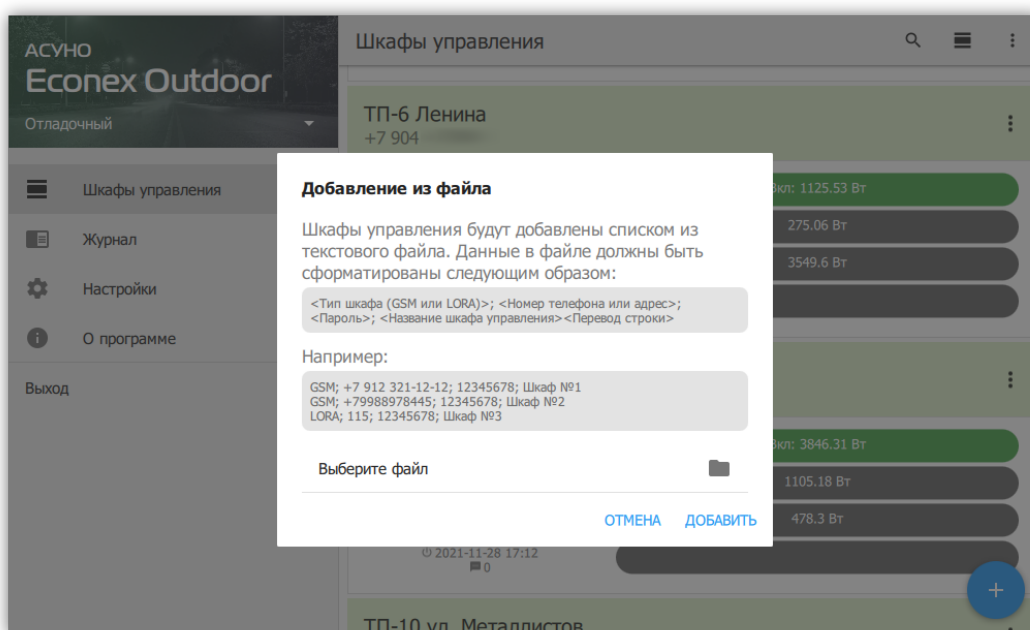 АСУНО
Econex Outdoor
Отладочный
Шкафы управления
Журнал
Настройки
О программе
Выход
Шкафы управления
ТП-6 Ленина
+7 904
Вкл: 1125.53 Вт
275.06 Вт
3549.6 Вт
Добавление из файла
Шкафы управления будут добавлены списком из
текстового файла. Данные в файле должны быть
сформатированы следующим образом:
<Тип шкафа (GSM или LORA)>; <Номер телефона или адрес>;
<Пароль>; <Название шкафа управления><Перевод строки>
Например:
GSM; +7 912 321-12-12; 12345678; Шкаф №1
GSM; +79988978445; 12345678; Шкаф №2
LORA; 115; 12345678; Шкаф №3
Выберите файл
ОТМЕНА ДОБАВИТЬ
Вкл: 3846.31 Вт
1105.18 Вт
478.3 Вт
2021-11-28 17:12
0
ТП-10 ул. Металлистов